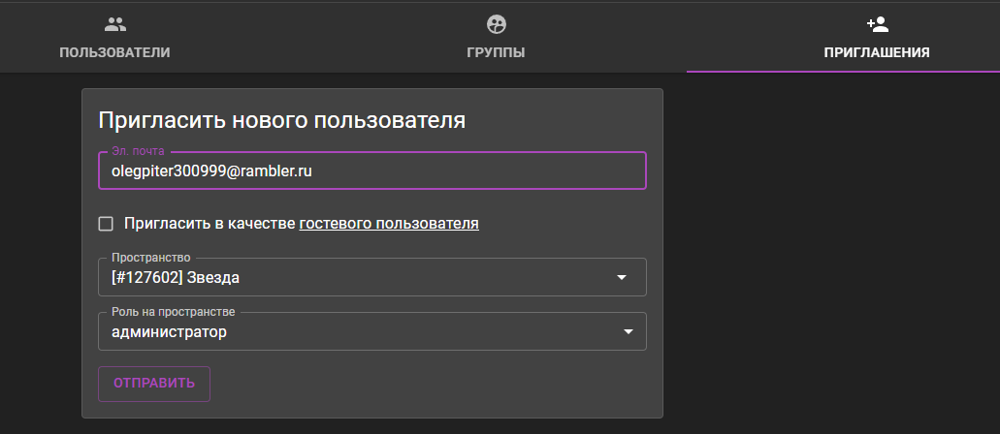 ПОЛЬЗОВАТЕЛИ
ГРУППЫ
ПРИГЛАШЕНИЯ
Пригласить нового пользователя
Эл. почта
olegpiter300999@rambler.ru
Пригласить в качестве гостевого пользователя
Пространство
[#127602] Звезда
Роль на пространстве
администратор
ОТПРАВИТЬ